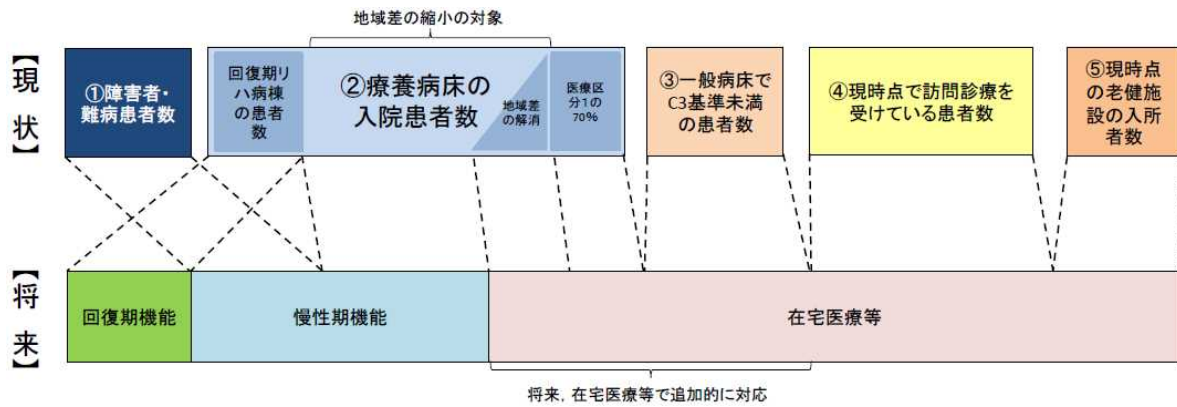 地域差の縮小の対象
【現状】
①障害者・
難病患者数
回復期リ
ハ病棟
の患者
数
②療養病床の
入院患者数
地域差
の解消
医療区
分1の
70%
③一般病床で
C3基準未満
の患者数
④現時点で訪問診療を
受けている患者数
⑤現時点
の老健施
設の入所
者数
【将来】
回復期機能
慢性期機能
在宅医療等
将来，在宅医療等で追加的に対応